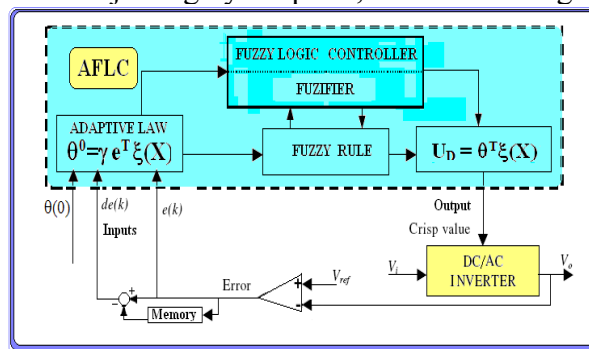 FUZZY LOGIC CONTROLLER
AFLC
FUZIFIER
ADAPTIVE LAW
θ⁰=γ eᵀ ξ(X)
FUZZY RULE
U_D = θᵀξ(X)
θ(0)
de(k)
e(k)
Inputs
Output
Crisp value
V_i
DC/AC
INVERTER
V_o
Error
V_ref
+
-
+
−
Memory